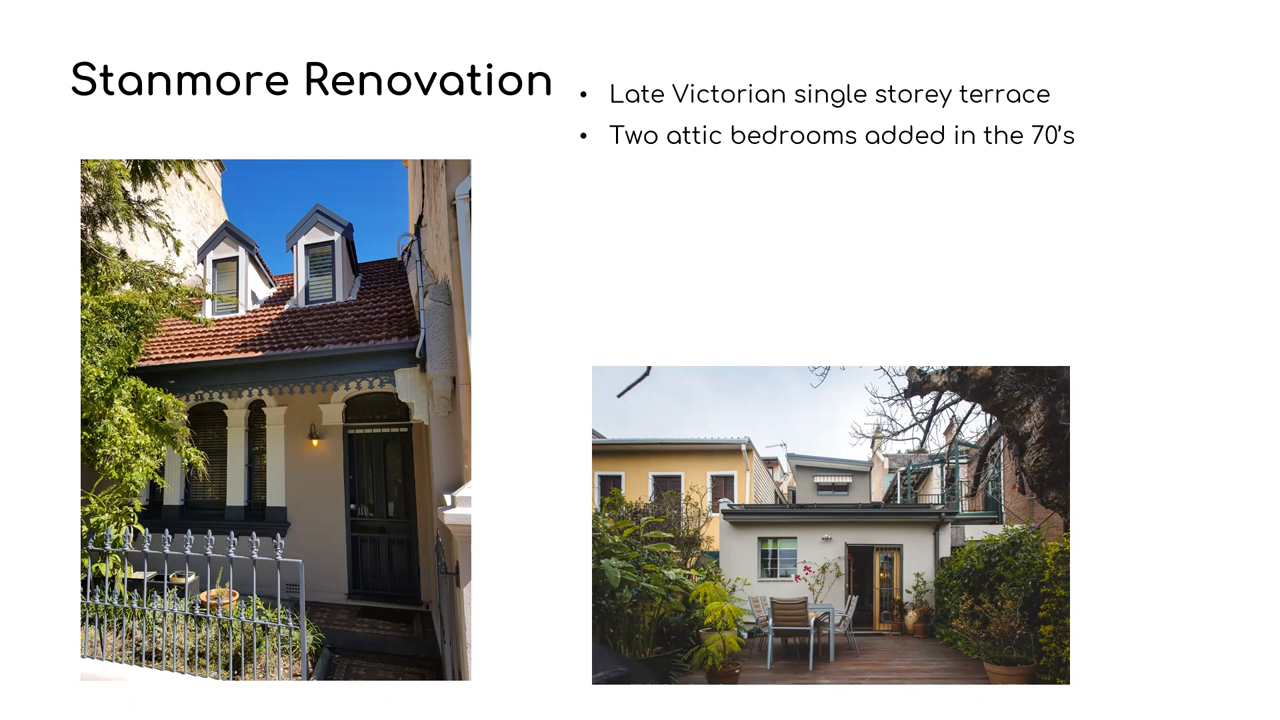 Stanmore Renovation
• Late Victorian single storey terrace
• Two attic bedrooms added in the 70’s